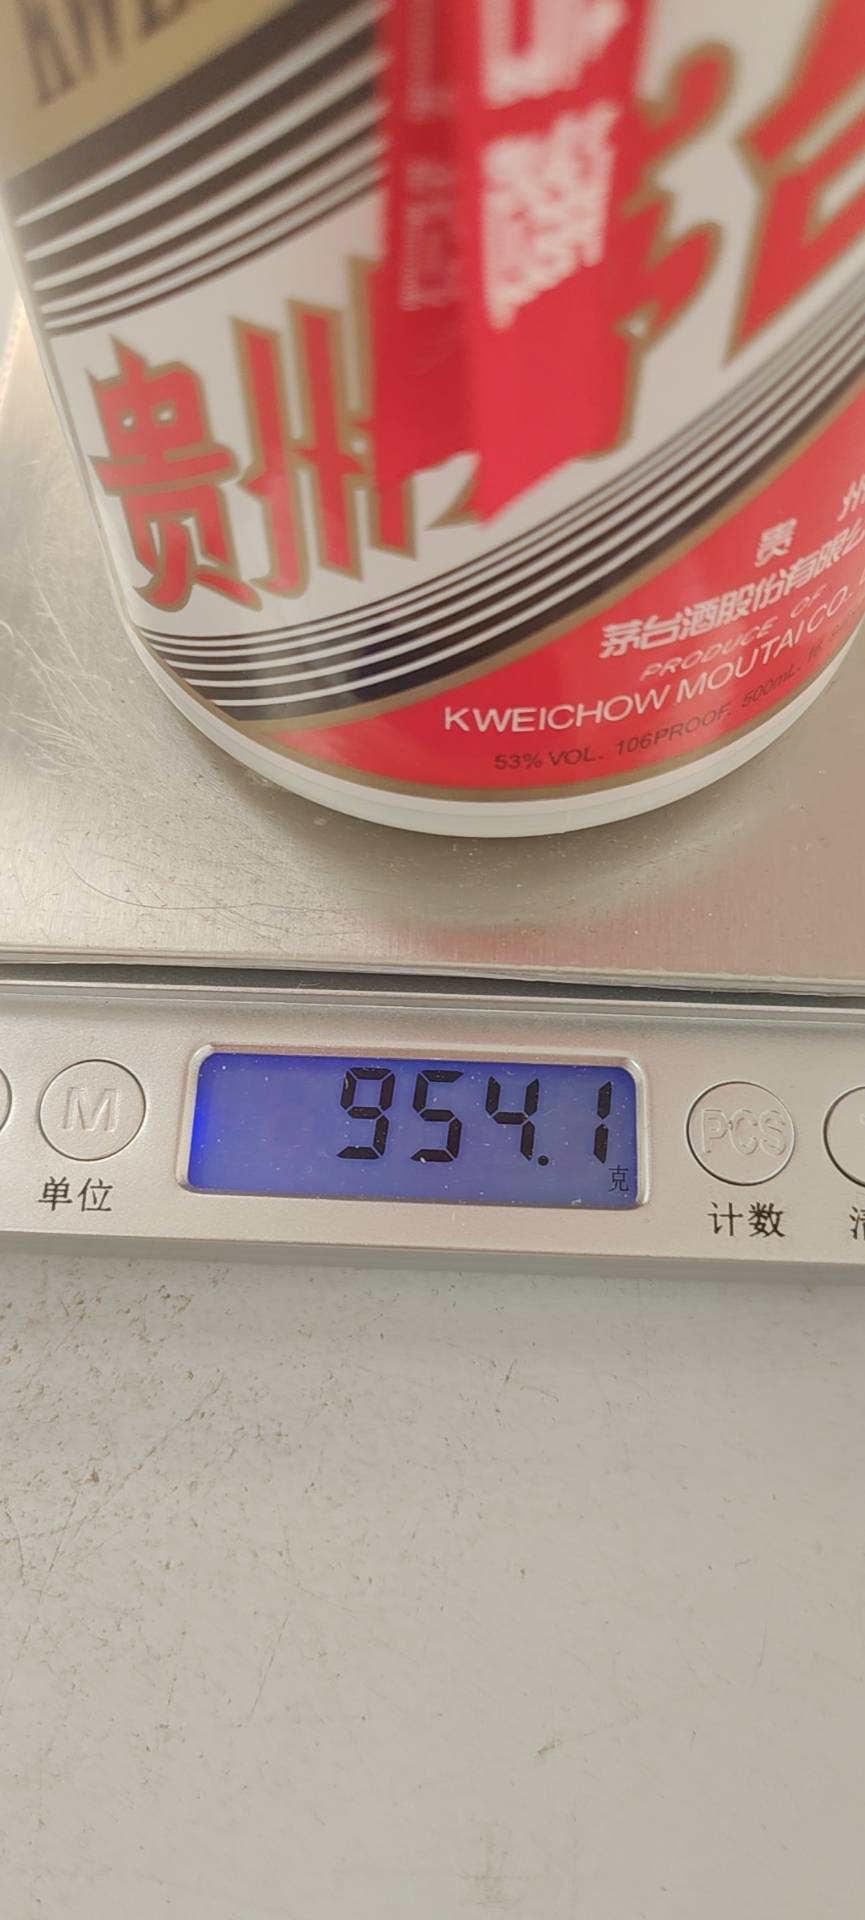 KWE
贵州
贵 州
茅台酒股份有限公
PRODUCE OF
KWEICHOW MOUTAI CO.
53% VOL. 106PROOF. 500mL.
954.1
克
M
单位
PCS
计数